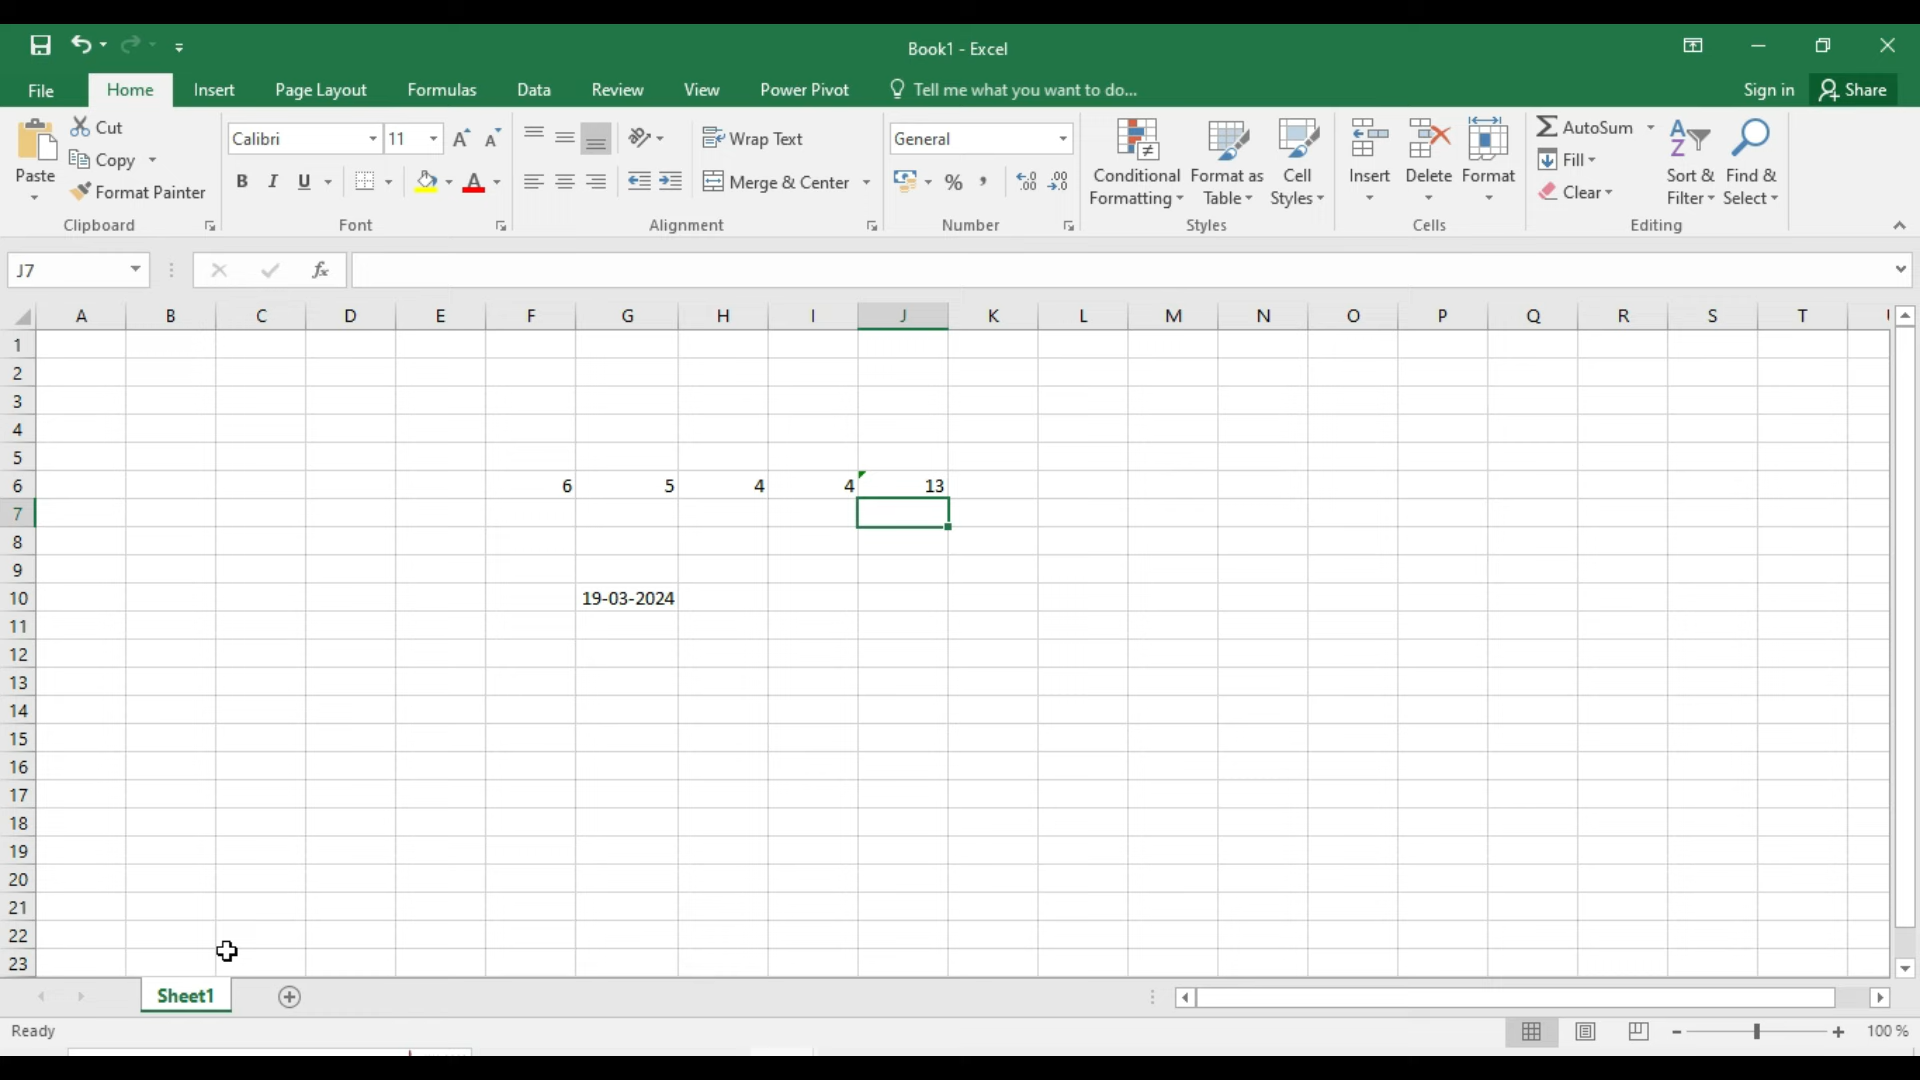 Book1 - Excel
File Home Insert Page Layout Formulas Data Review View Power Pivot Tell me what you want to do... Sign in Share
Paste
Cut
Copy
Format Painter
Clipboard
Calibri 11
B I U A
Font
Wrap Text
Merge & Center
Alignment
General
% ,
Number
Conditional Formatting
Format as Table
Cell Styles
Styles
Insert
Delete
Format
Cells
AutoSum
Fill
Clear
Sort & Filter
Find & Select
Editing
J7 fx
A B C D E F G H I J K L M N O P Q R S T
1
2
3
4
5
6 6 5 4 4 13
7
8
9
10 19-03-2024
11
12
13
14
15
16
17
18
19
20
21
22
23
Sheet1
Ready 100 %